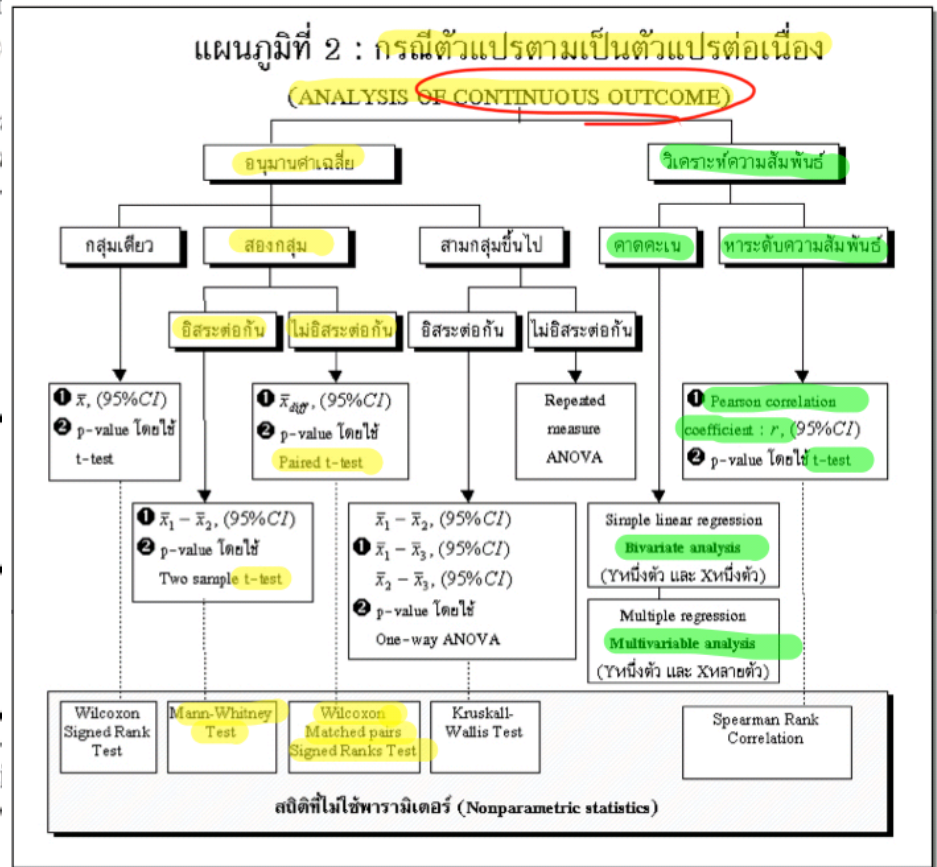 แผนภูมิที่ 2 : กรณีตัวแปรตามเป็นตัวแปรต่อเนื่อง
(ANALYSIS OF CONTINUOUS OUTCOME)
อนุมานค่าเฉลี่ย
วิเคราะห์ความสัมพันธ์
กลุ่มเดียว
สองกลุ่ม
สามกลุ่มขึ้นไป
คาดคะเน
หาระดับความสัมพันธ์
อิสระต่อกัน
ไม่อิสระต่อกัน
อิสระต่อกัน
ไม่อิสระต่อกัน
❶ x̄, (95%CI)
❷ p-value โดยใช้
t-test
❶ x̄diff, (95%CI)
❷ p-value โดยใช้
Paired t-test
Repeated
measure
ANOVA
❶ Pearson correlation
coefficient : r, (95%CI)
❷ p-value โดยใช้ t-test
❶ x̄1 − x̄2, (95%CI)
❷ p-value โดยใช้
Two sample t-test
x̄1 − x̄2, (95%CI)
❶ x̄1 − x̄3, (95%CI)
x̄2 − x̄3, (95%CI)
❷ p-value โดยใช้
One-way ANOVA
Simple linear regression
Bivariate analysis
(Yหนึ่งตัว และ Xหนึ่งตัว)
Multiple regression
Multivariable analysis
(Yหนึ่งตัว และ Xหลายตัว)
Wilcoxon
Signed Rank
Test
Mann-Whitney
Test
Wilcoxon
Matched pairs
Signed Ranks Test
Kruskall-
Wallis Test
Spearman Rank
Correlation
สถิติที่ไม่ใช้พารามิเตอร์ (Nonparametric statistics)